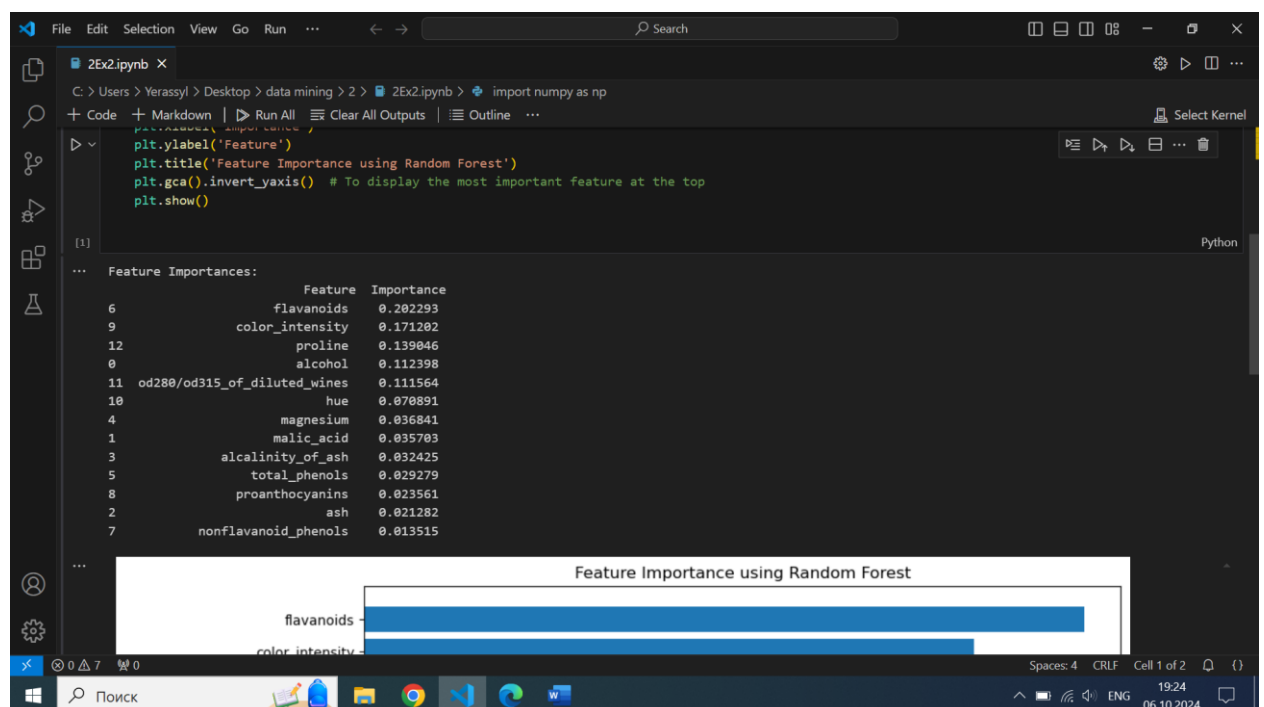 File Edit Selection View Go Run ··· Search
2Ex2.ipynb
C: > Users > Yerassyl > Desktop > data mining > 2 > 2Ex2.ipynb > import numpy as np
+ Code + Markdown | Run All Clear All Outputs | Outline ··· Select Kernel
plt.xlabel('Importance')
plt.ylabel('Feature')
plt.title('Feature Importance using Random Forest')
plt.gca().invert_yaxis()  # To display the most important feature at the top
plt.show()
[1] Python
··· Feature Importances:
Feature Importance
6 flavanoids 0.202293
9 color_intensity 0.171202
12 proline 0.139046
0 alcohol 0.112398
11 od280/od315_of_diluted_wines 0.111564
10 hue 0.070891
4 magnesium 0.036841
1 malic_acid 0.035703
3 alcalinity_of_ash 0.032425
5 total_phenols 0.029279
8 proanthocyanins 0.023561
2 ash 0.021282
7 nonflavanoid_phenols 0.013515
···
Feature Importance using Random Forest
flavanoids
color_intensity
0 7 0 Spaces: 4 CRLF Cell 1 of 2 {}
Поиск ENG 19:24
06.10.2024